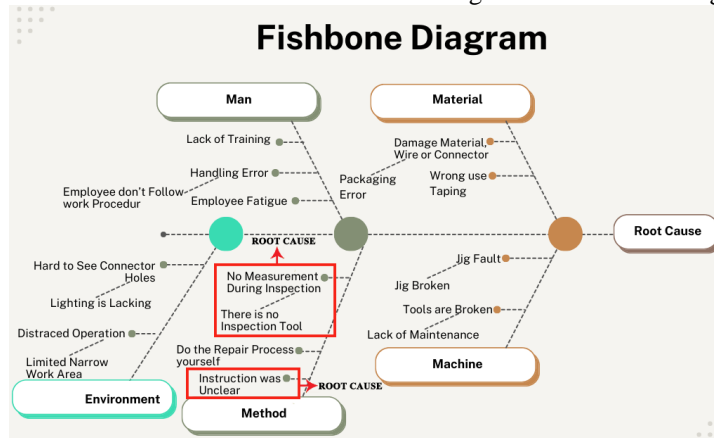 Fishbone Diagram
Man
Material
Lack of Training
Handling Error
Employee don't Follow
work Procedur
Employee Fatigue
Damage Material,
Wire or Connector
Packaging
Error
Wrong use
Taping
Root Cause
ROOT CAUSE
Hard to See Connector
Holes
Lighting is Lacking
Distraced Operation
Limited Narrow
Work Area
No Measurement
During Inspection
There is no
Inspection Tool
Do the Repair Process
yourself
Instruction was
Unclear
ROOT CAUSE
Jig Fault
Jig Broken
Tools are Broken
Lack of Maintenance
Machine
Environment
Method